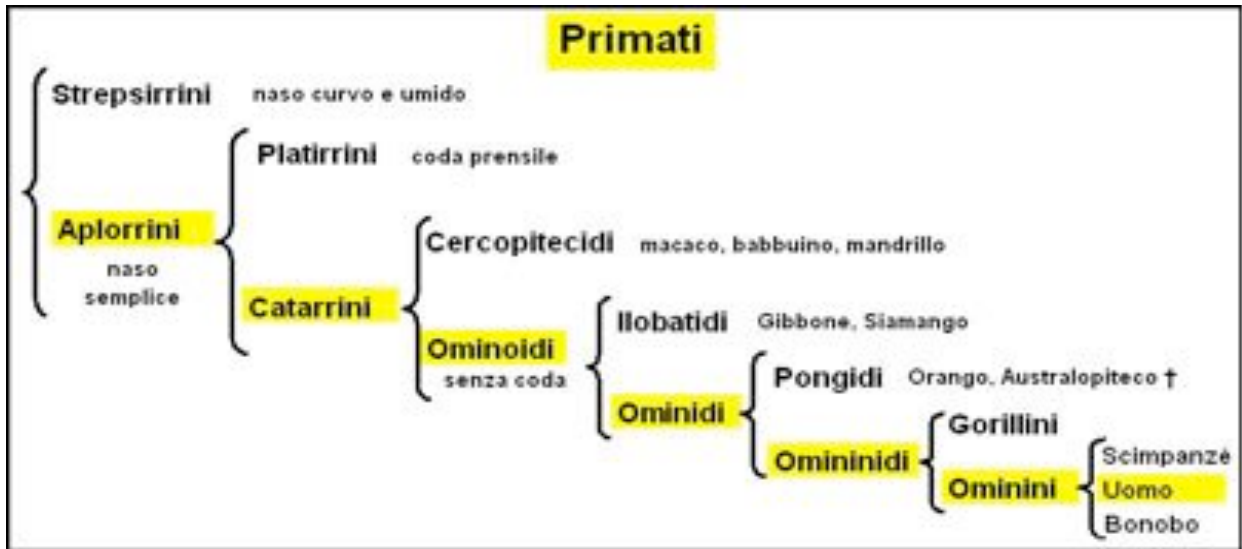 Primati
Strepsirrini naso curvo e umido
Platirrini coda prensile
Aplorrini
naso
semplice
Cercopitecidi macaco, babbuino, mandrillo
Catarrini
Ilobatidi Gibbone, Siamango
Ominoidi
senza coda
Pongidi Orango, Australopiteco †
Ominidi
Gorillini
Omininidi
Scimpanzè
Ominini Uomo
Bonobo